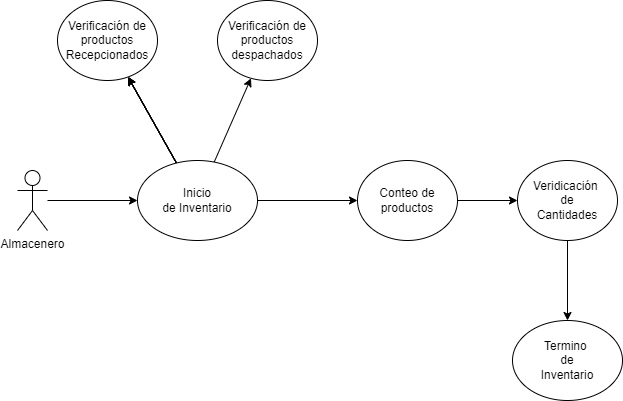 Verificación de
productos
Recepcionados
Verificación de
productos
despachados
Almacenero
Inicio
de Inventario
Conteo de
productos
Veridicación
de
Cantidades
Termino
de
Inventario